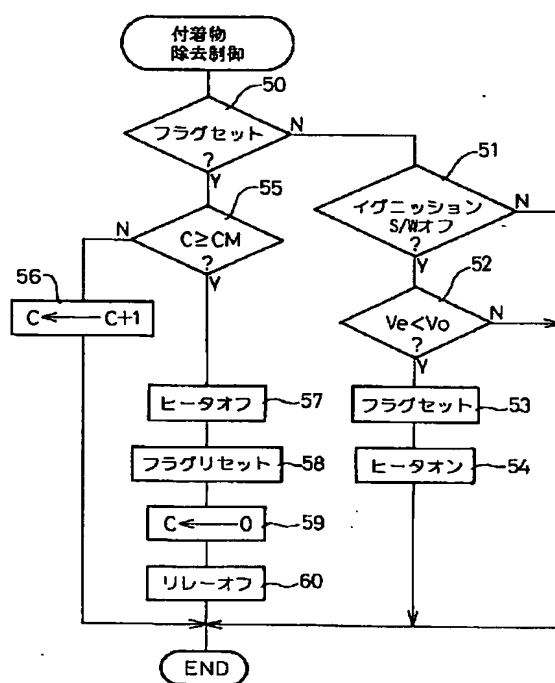 付着物
除去制御
50
フラグセット
?
N
Y
51
イグニッション
S/Wオフ
?
N
Y
55
C≥CM
?
N
Y
52
Ve<Vo
?
N
Y
56
C ← C+1
ヒータオフ
57
フラグセット
53
フラグリセット
58
ヒータオン
54
C ← 0
59
リレーオフ
60
END